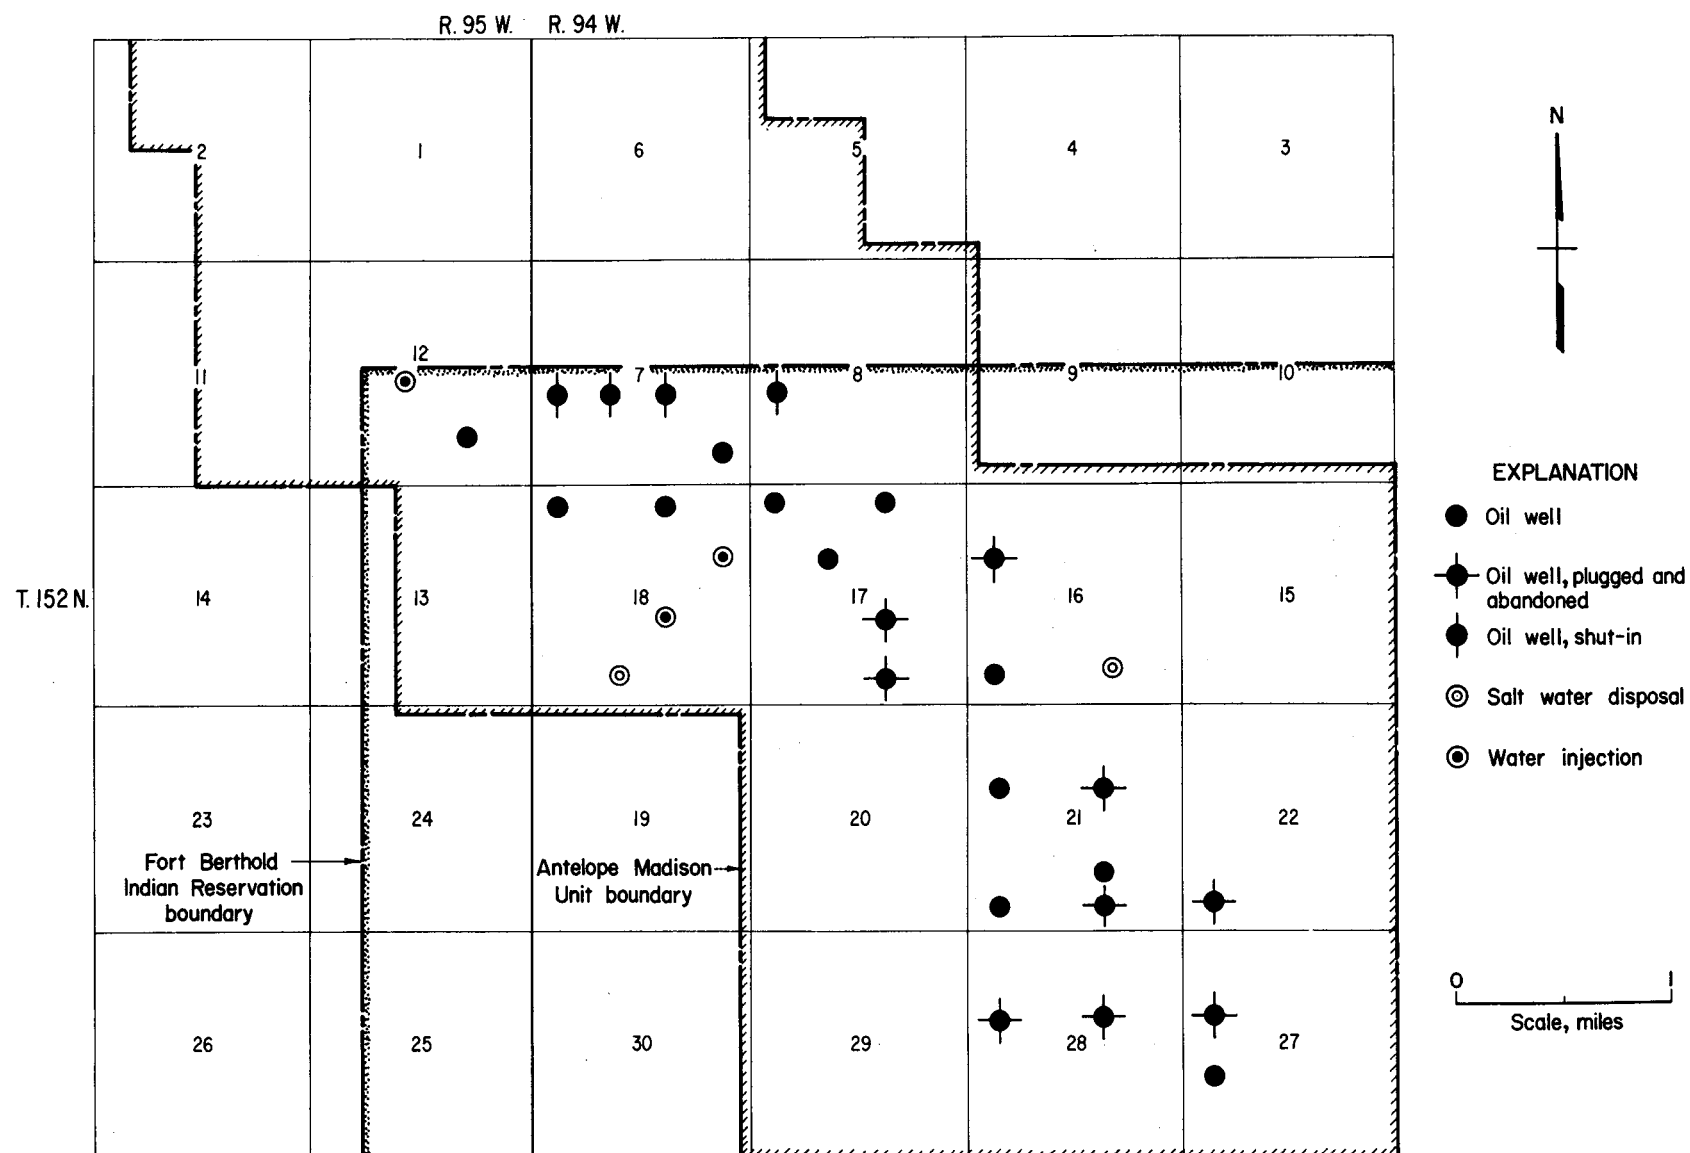 R. 95 W. R. 94 W.
N
2 1 6 5 4 3
12
11 7 8 9 10
EXPLANATION
Oil well
Oil well, plugged and
abandoned
Oil well, shut-in
Salt water disposal
Water injection
T. 152 N.
14 13 18 17 16 15
23 24 19 20 21 22
Fort Berthold
Indian Reservation
boundary
Antelope Madison
Unit boundary
26 25 30 29 28 27
0 1
Scale, miles